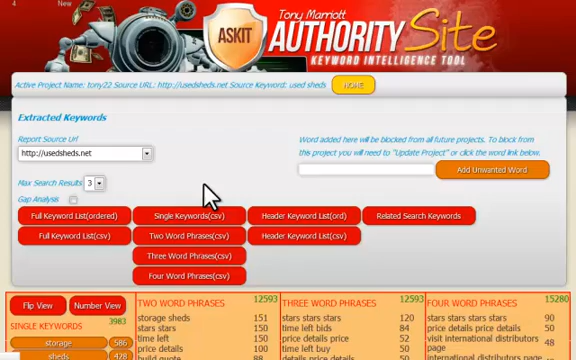 4 New
Tony Marriott
ASKIT AUTHORITY Site
KEYWORD INTELLIGENCE TOOL
Active Project Name: tony22 Source URL: http://usedsheds.net Source Keyword: used sheds HOME
Extracted Keywords
Report Source Url
http://usedsheds.net
Word added here will be blocked from all future projects. To block from
this project you will need to "Update Project" or click the word link below.
Add Unwanted Word
Max Search Results 3
Gap Analysis
Full Keyword List(ordered) Single Keywords(csv) Header Keyword List(ord) Related Search Keywords
Full Keyword List(csv) Two Word Phrases(csv) Header Keyword List(csv)
Three Word Phrases(csv)
Four Word Phrases(csv)
Flip View Number View
SINGLE KEYWORDS 3983
storage 586
sheds 428
TWO WORD PHRASES 12593
storage sheds 151
stars stars 150
time left 150
price details 100
build quote 88
THREE WORD PHRASES 12593
stars stars stars 120
time left bids 84
price details price 52
time left buy 50
FOUR WORD PHRASES 15280
stars stars stars stars 90
price details price details 50
visit international distributors page 48